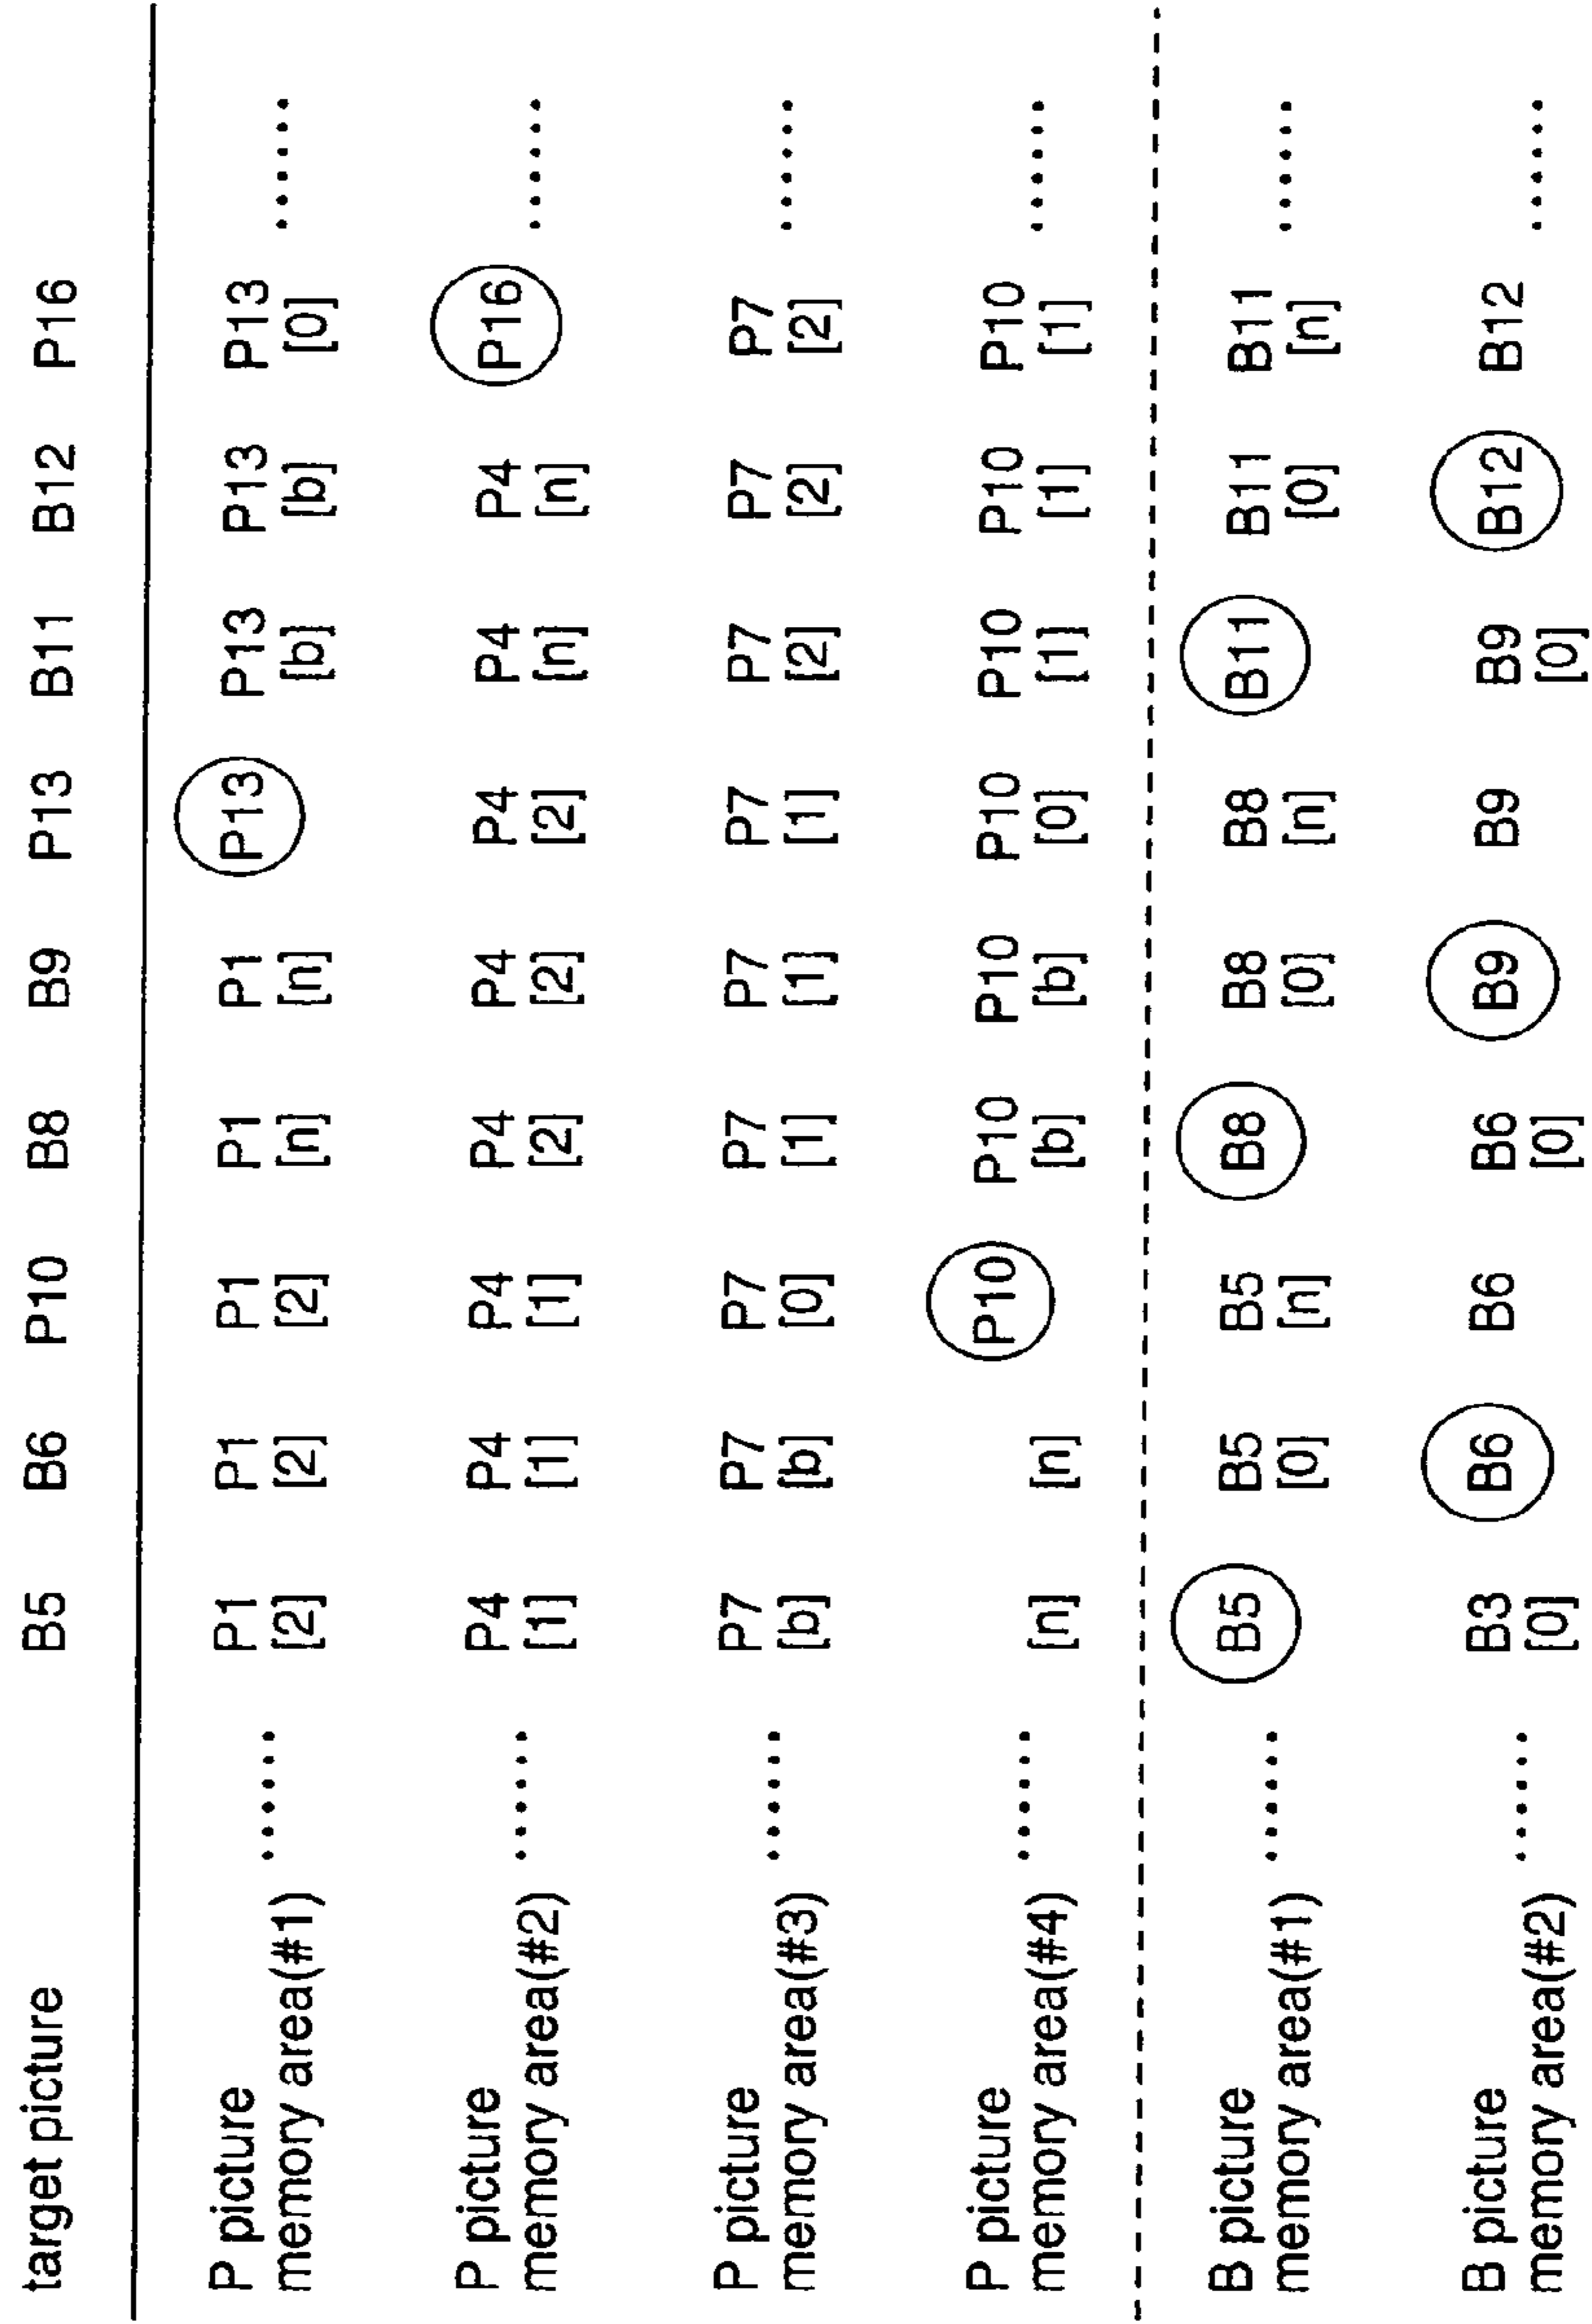 target picture B5 B6 P10 B8 B9 P13 B11 B12 P16
P picture P1 P1 P1 P1 P1 P13 P13 P13 P13
memory area(#1) ...... [2] [2] [2] [n] [n] [b] [b] [0] ......
P picture P4 P4 P4 P4 P4 P4 P4 P4 P16
memory area(#2) ...... [1] [1] [1] [2] [2] [2] [n] [n] ......
P picture P7 P7 P7 P7 P7 P7 P7 P7 P7
memory area(#3) ...... [b] [b] [0] [1] [1] [1] [2] [2] [2] ......
P picture P10 P10 P10 P10 P10 P10 P10
memory area(#4) ...... [n] [n] [b] [b] [0] [1] [1] [1] ......
B picture B5 B5 B5 B8 B8 B8 B11 B11 B11
memory area(#1) ...... [0] [n] [0] [n] [0] [n] ......
B picture B3 B6 B6 B6 B9 B9 B9 B12 B12
memory area(#2) ...... [0] [0] [0] ......